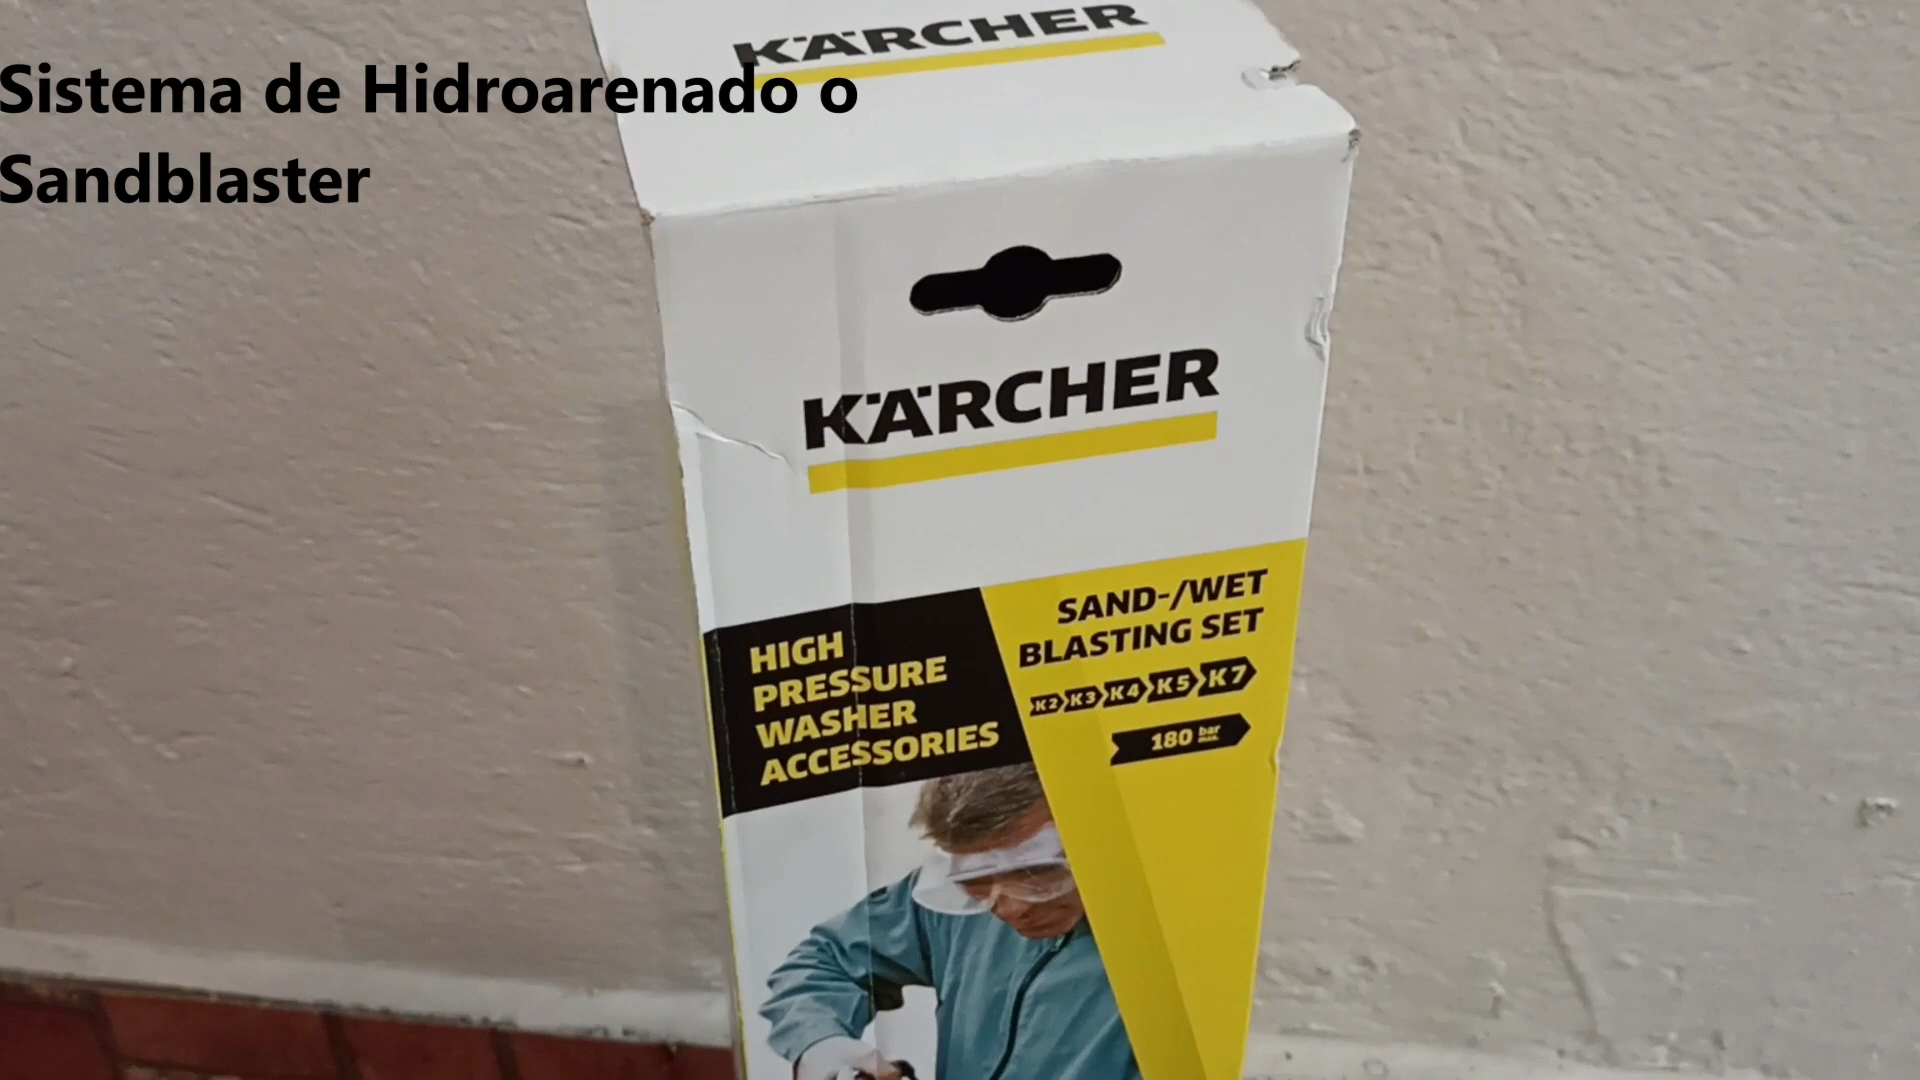 KÄRCHER
Sistema de Hidroarenado o
Sandblaster
KÄRCHER
SAND-/WET
BLASTING SET
K2 K3 K4 K5 K7
180 bar max.
HIGH
PRESSURE
WASHER
ACCESSORIES